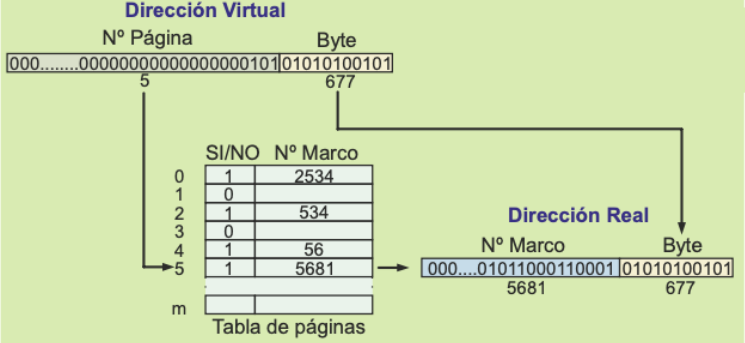 Dirección Virtual
Nº Página Byte
000........00000000000000000101 01010100101
5 677
SI/NO Nº Marco
0 1 2534
1 0
2 1 534
3 0
4 1 56
5 1 5681
m
Tabla de páginas
Dirección Real
Nº Marco Byte
000....01011000110001 01010100101
5681 677